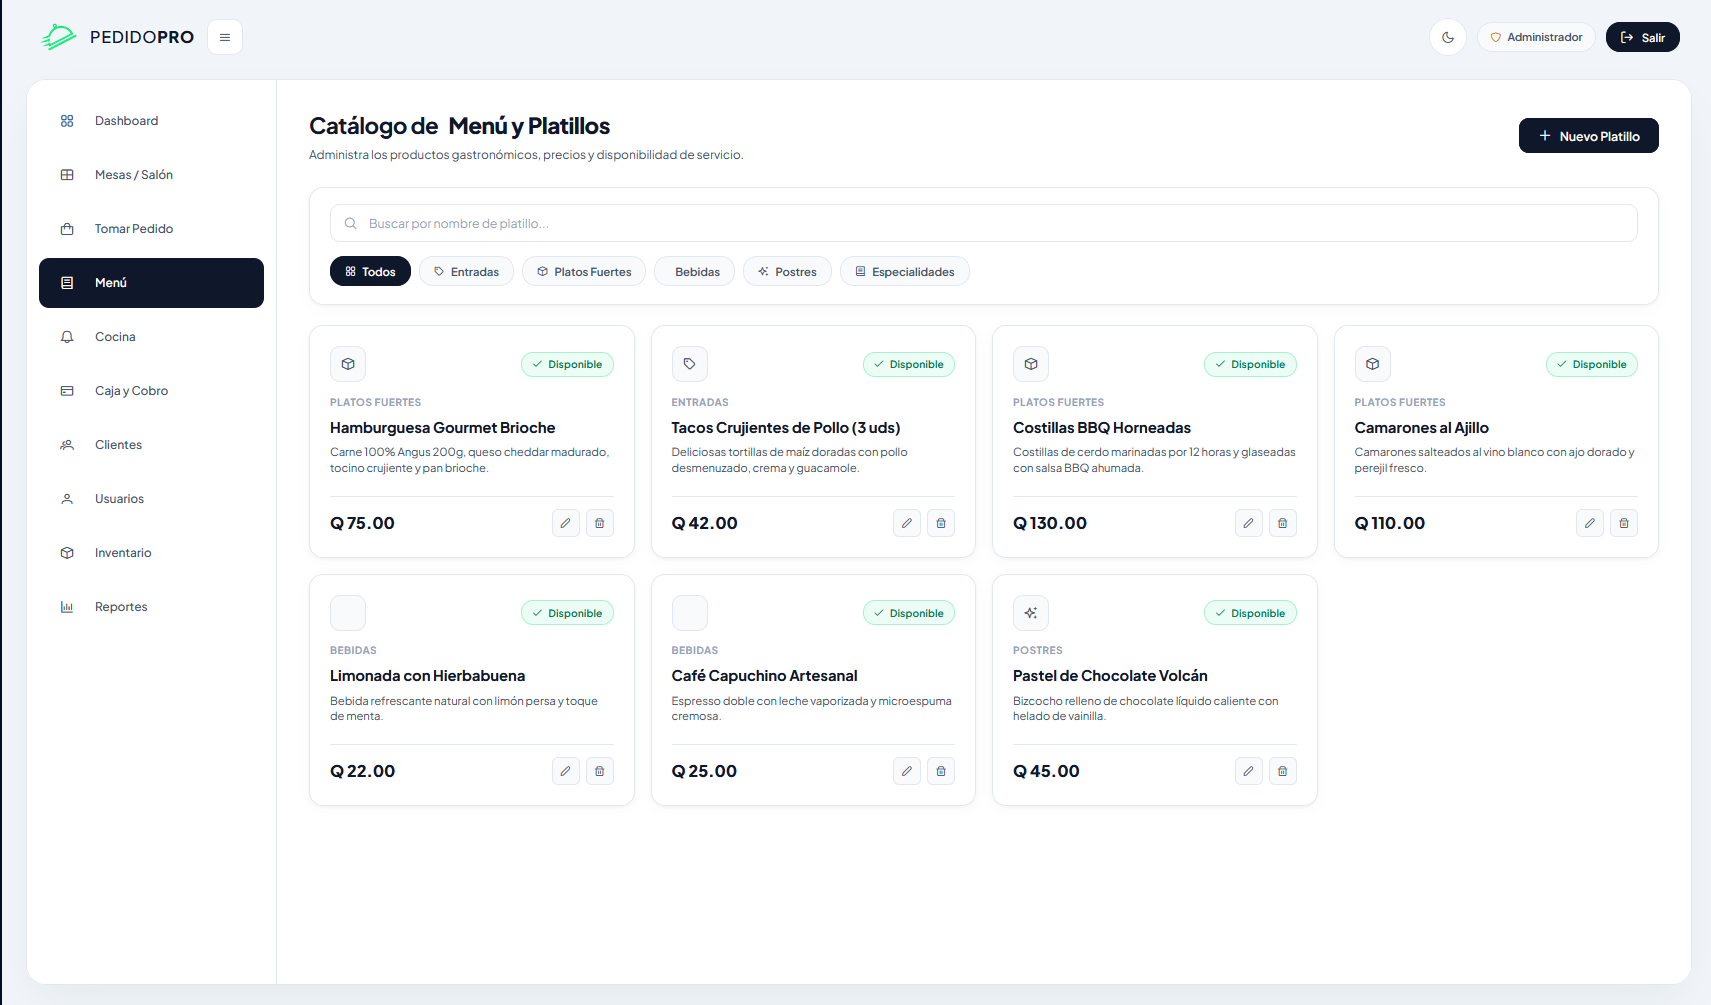 PEDIDOPRO
Administrador
Salir
Dashboard
Mesas / Salón
Tomar Pedido
Menú
Cocina
Caja y Cobro
Clientes
Usuarios
Inventario
Reportes
Catálogo de Menú y Platillos
Administra los productos gastronómicos, precios y disponibilidad de servicio.
Nuevo Platillo
Buscar por nombre de platillo...
Todos
Entradas
Platos Fuertes
Bebidas
Postres
Especialidades
Disponible
PLATOS FUERTES
Hamburguesa Gourmet Brioche
Carne 100% Angus 200g, queso cheddar madurado,
tocino crujiente y pan brioche.
Q 75.00
Disponible
ENTRADAS
Tacos Crujientes de Pollo (3 uds)
Deliciosas tortillas de maíz doradas con pollo
desmenuzado, crema y guacamole.
Q 42.00
Disponible
PLATOS FUERTES
Costillas BBQ Horneadas
Costillas de cerdo marinadas por 12 horas y glaseadas
con salsa BBQ ahumada.
Q 130.00
Disponible
PLATOS FUERTES
Camarones al Ajillo
Camarones salteados al vino blanco con ajo dorado y
perejil fresco.
Q 110.00
Disponible
BEBIDAS
Limonada con Hierbabuena
Bebida refrescante natural con limón persa y toque
de menta.
Q 22.00
Disponible
BEBIDAS
Café Capuchino Artesanal
Espresso doble con leche vaporizada y microespuma
cremosa.
Q 25.00
Disponible
POSTRES
Pastel de Chocolate Volcán
Bizcocho relleno de chocolate líquido caliente con
helado de vainilla.
Q 45.00